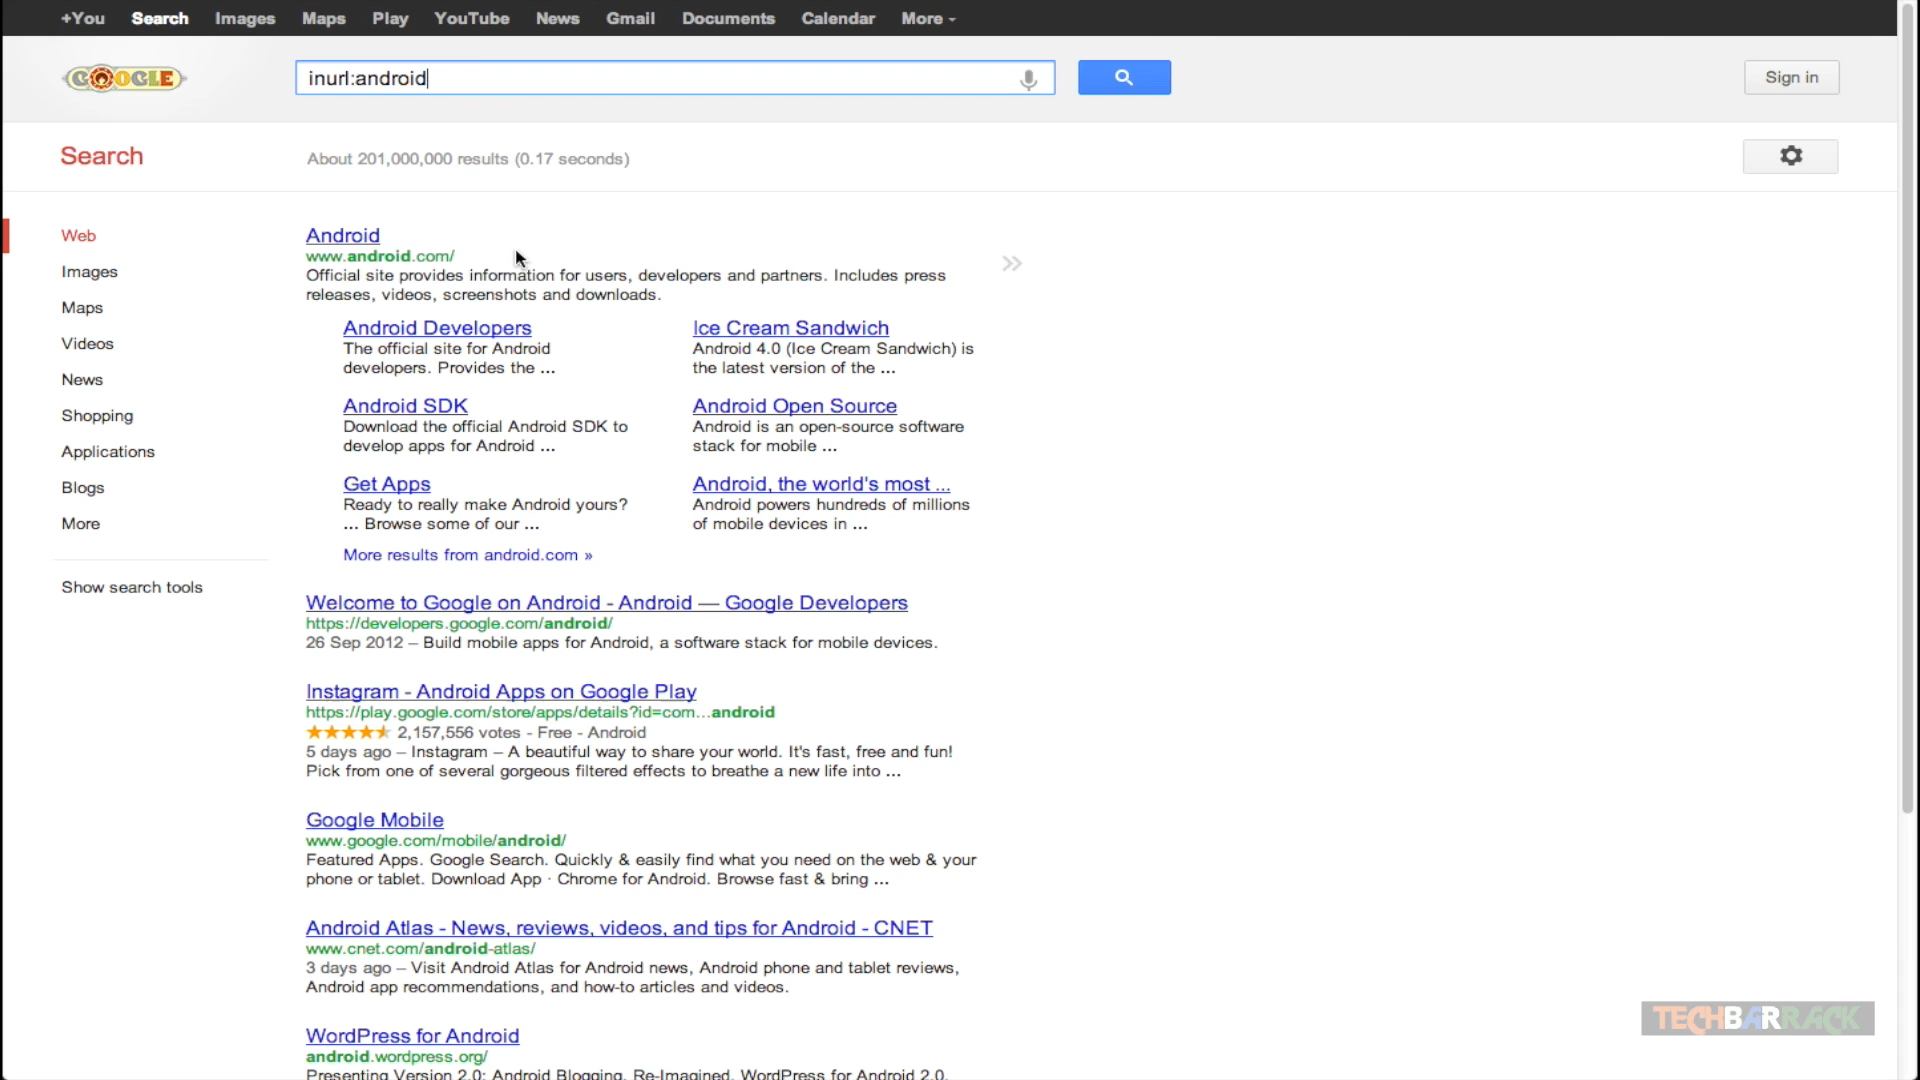 +You Search Images Maps Play YouTube News Gmail Documents Calendar More
GOOGLE
inurl:android
Sign in
Search
About 201,000,000 results (0.17 seconds)
Web
Images
Maps
Videos
News
Shopping
Applications
Blogs
More
Show search tools
Android
www.android.com/
Official site provides information for users, developers and partners. Includes press
releases, videos, screenshots and downloads.
Android Developers
The official site for Android
developers. Provides the ...
Ice Cream Sandwich
Android 4.0 (Ice Cream Sandwich) is
the latest version of the ...
Android SDK
Download the official Android SDK to
develop apps for Android ...
Android Open Source
Android is an open-source software
stack for mobile ...
Get Apps
Ready to really make Android yours?
... Browse some of our ...
Android, the world's most ...
Android powers hundreds of millions
of mobile devices in ...
More results from android.com »
Welcome to Google on Android - Android — Google Developers
https://developers.google.com/android/
26 Sep 2012 – Build mobile apps for Android, a software stack for mobile devices.
Instagram - Android Apps on Google Play
https://play.google.com/store/apps/details?id=com...android
2,157,556 votes - Free - Android
5 days ago – Instagram – A beautiful way to share your world. It's fast, free and fun!
Pick from one of several gorgeous filtered effects to breathe a new life into ...
Google Mobile
www.google.com/mobile/android/
Featured Apps. Google Search. Quickly & easily find what you need on the web & your
phone or tablet. Download App · Chrome for Android. Browse fast & bring ...
Android Atlas - News, reviews, videos, and tips for Android - CNET
www.cnet.com/android-atlas/
3 days ago – Visit Android Atlas for Android news, Android phone and tablet reviews,
Android app recommendations, and how-to articles and videos.
WordPress for Android
android.wordpress.org/
Presenting Version 2.0: Android Blogging, Re-Imagined. WordPress for Android 2.0.
TECHBARRACK